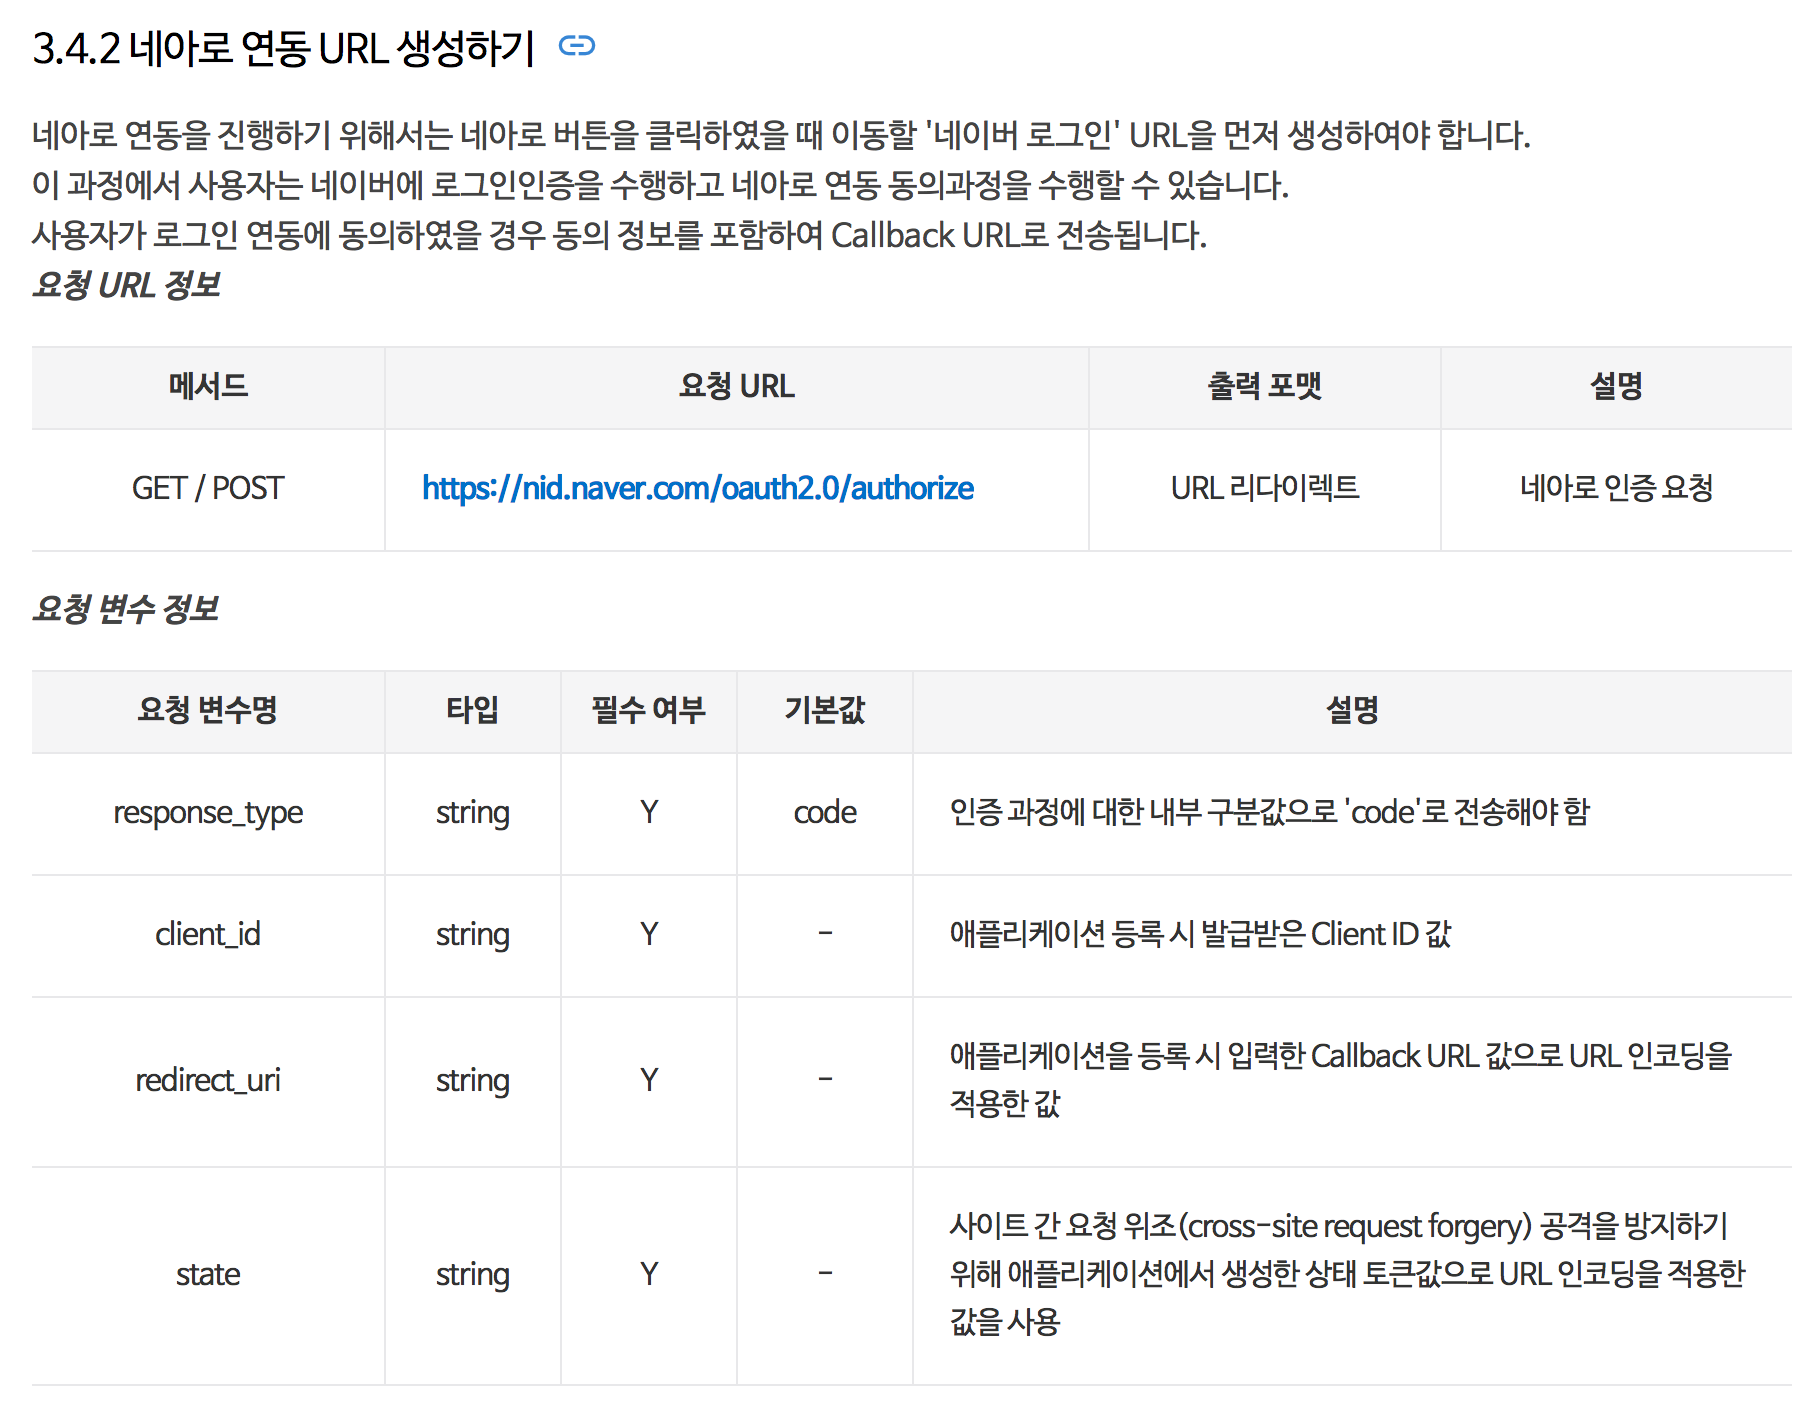 3.4.2 네아로 연동 URL 생성하기
네아로 연동을 진행하기 위해서는 네아로 버튼을 클릭하였을 때 이동할 '네이버 로그인' URL을 먼저 생성하여야 합니다.
이 과정에서 사용자는 네이버에 로그인인증을 수행하고 네아로 연동 동의과정을 수행할 수 있습니다.
사용자가 로그인 연동에 동의하였을 경우 동의 정보를 포함하여 Callback URL로 전송됩니다.
요청 URL 정보
메서드 요청 URL 출력 포맷 설명
GET / POST https://nid.naver.com/oauth2.0/authorize URL 리다이렉트 네아로 인증 요청
요청 변수 정보
요청 변수명 타입 필수 여부 기본값 설명
response_type string Y code 인증 과정에 대한 내부 구분값으로 'code'로 전송해야 함
client_id string Y - 애플리케이션 등록 시 발급받은 Client ID 값
redirect_uri string Y - 애플리케이션을 등록 시 입력한 Callback URL 값으로 URL 인코딩을
적용한 값
state string Y - 사이트 간 요청 위조(cross-site request forgery) 공격을 방지하기
위해 애플리케이션에서 생성한 상태 토큰값으로 URL 인코딩을 적용한
값을 사용